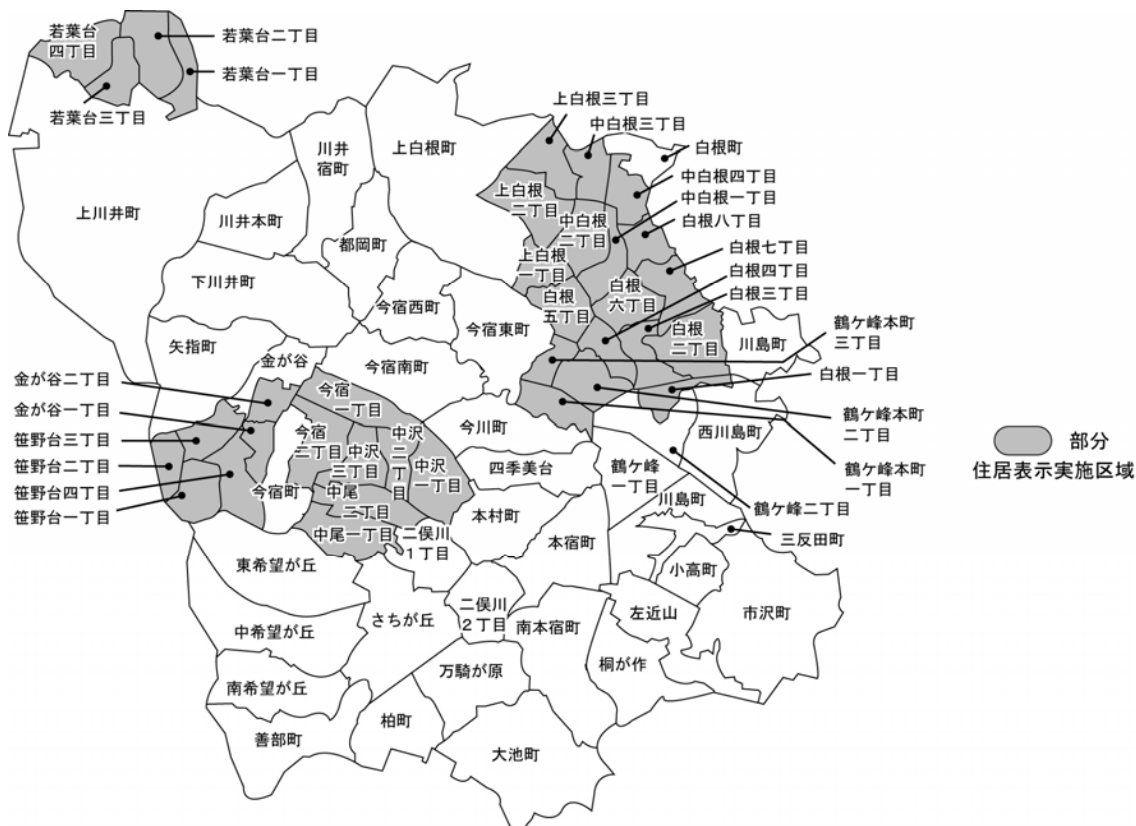 若葉台
四丁目
若葉台二丁目
若葉台一丁目
若葉台三丁目
上白根三丁目
中白根三丁目
白根町
川井
宿町
上白根町
中白根四丁目
中白根一丁目
白根八丁目
上川井町
川井本町
都岡町
上白根
二丁目
中白根
二丁目
白根七丁目
白根四丁目
白根三丁目
下川井町
今宿西町
上白根
一丁目
白根
五丁目
白根
六丁目
今宿東町
白根
二丁目
川島町
鶴ケ峰本町
三丁目
矢指町
金が谷
今宿南町
白根一丁目
金が谷二丁目
金が谷一丁目
今宿
一丁目
鶴ケ峰本町
二丁目
笹野台三丁目
笹野台二丁目
笹野台四丁目
笹野台一丁目
今宿
二丁目
中沢
三丁目
中沢
二丁目
中沢
一丁目
今川町
四季美台
西川島町
部分
住居表示実施区域
鶴ケ峰本町
一丁目
今宿町
中尾
二丁目
中尾一丁目
鶴ケ峰
一丁目
川島町
鶴ケ峰二丁目
二俣川
1丁目
本村町
本宿町
三反田町
東希望が丘
小高町
中希望が丘
さちが丘
二俣川
2丁目
南本宿町
左近山
市沢町
南希望が丘
万騎が原
桐が作
善部町
柏町
大池町